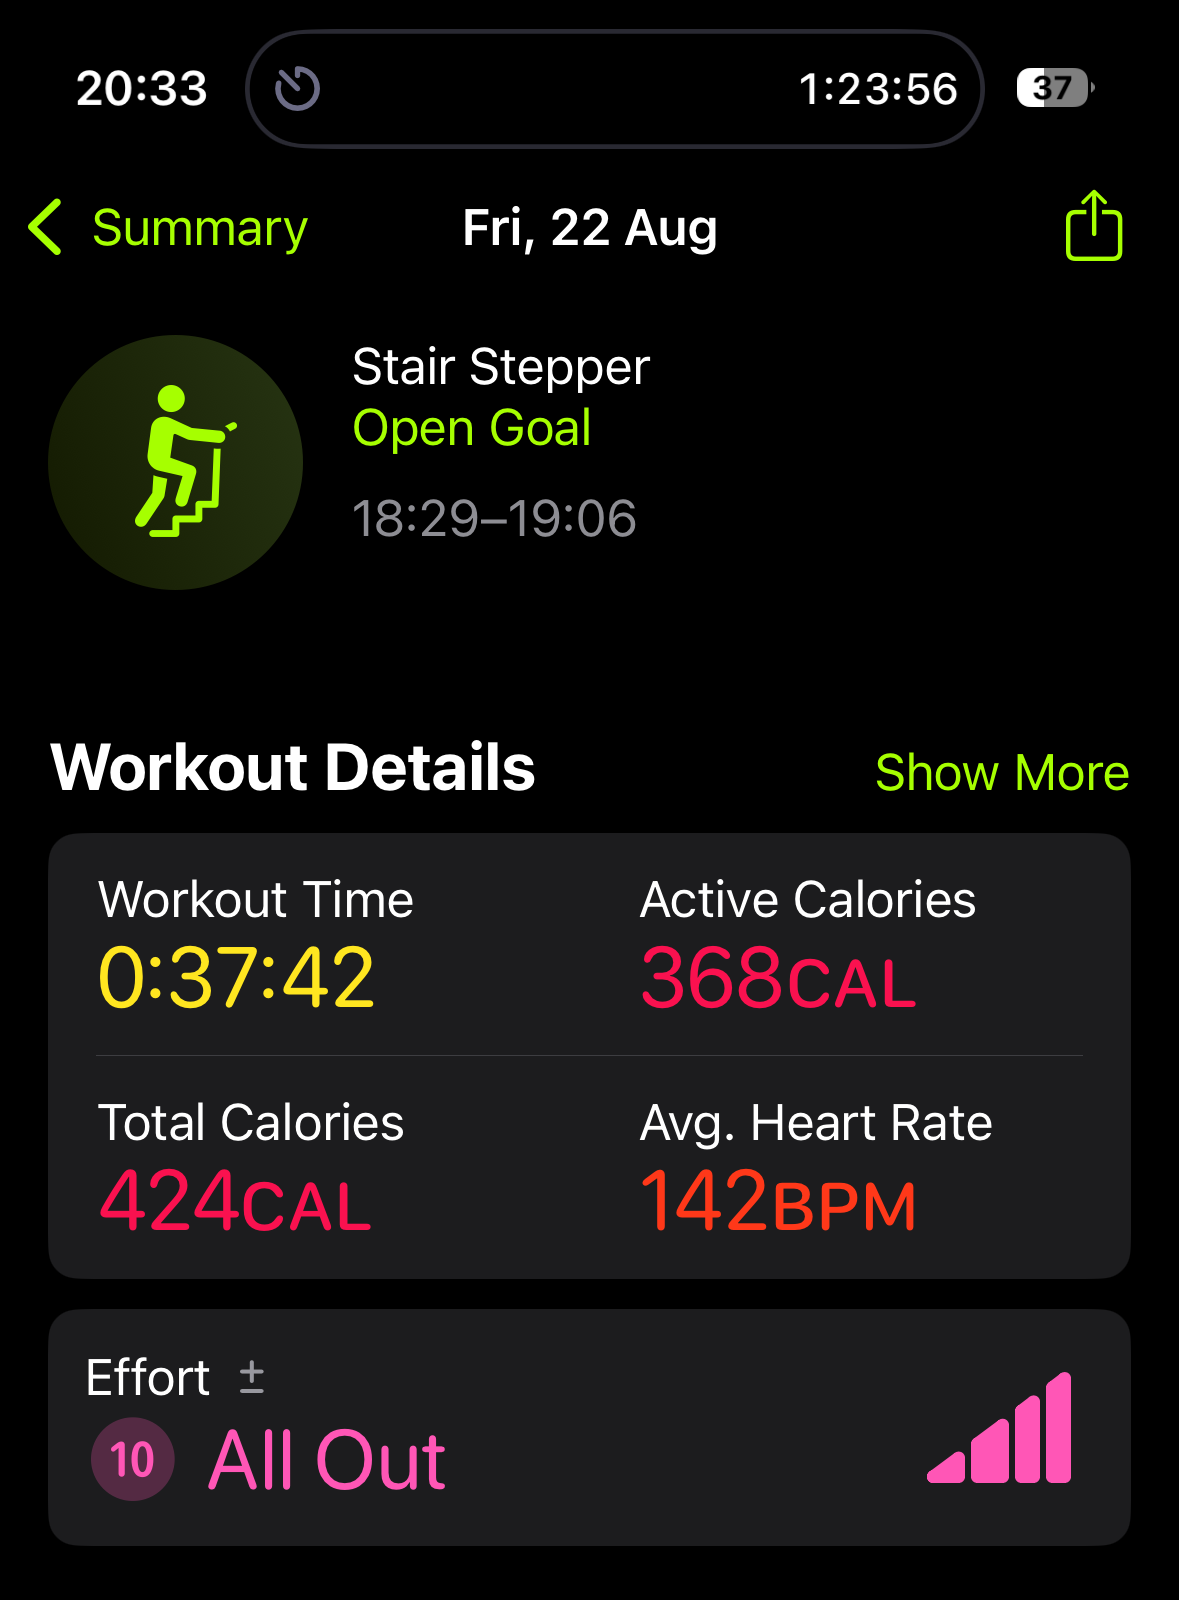 20:33 1:23:56 37
Summary Fri, 22 Aug
Stair Stepper
Open Goal
18:29–19:06
Workout Details Show More
Workout Time Active Calories
0:37:42 368CAL
Total Calories Avg. Heart Rate
424CAL 142BPM
Effort ±
10 All Out